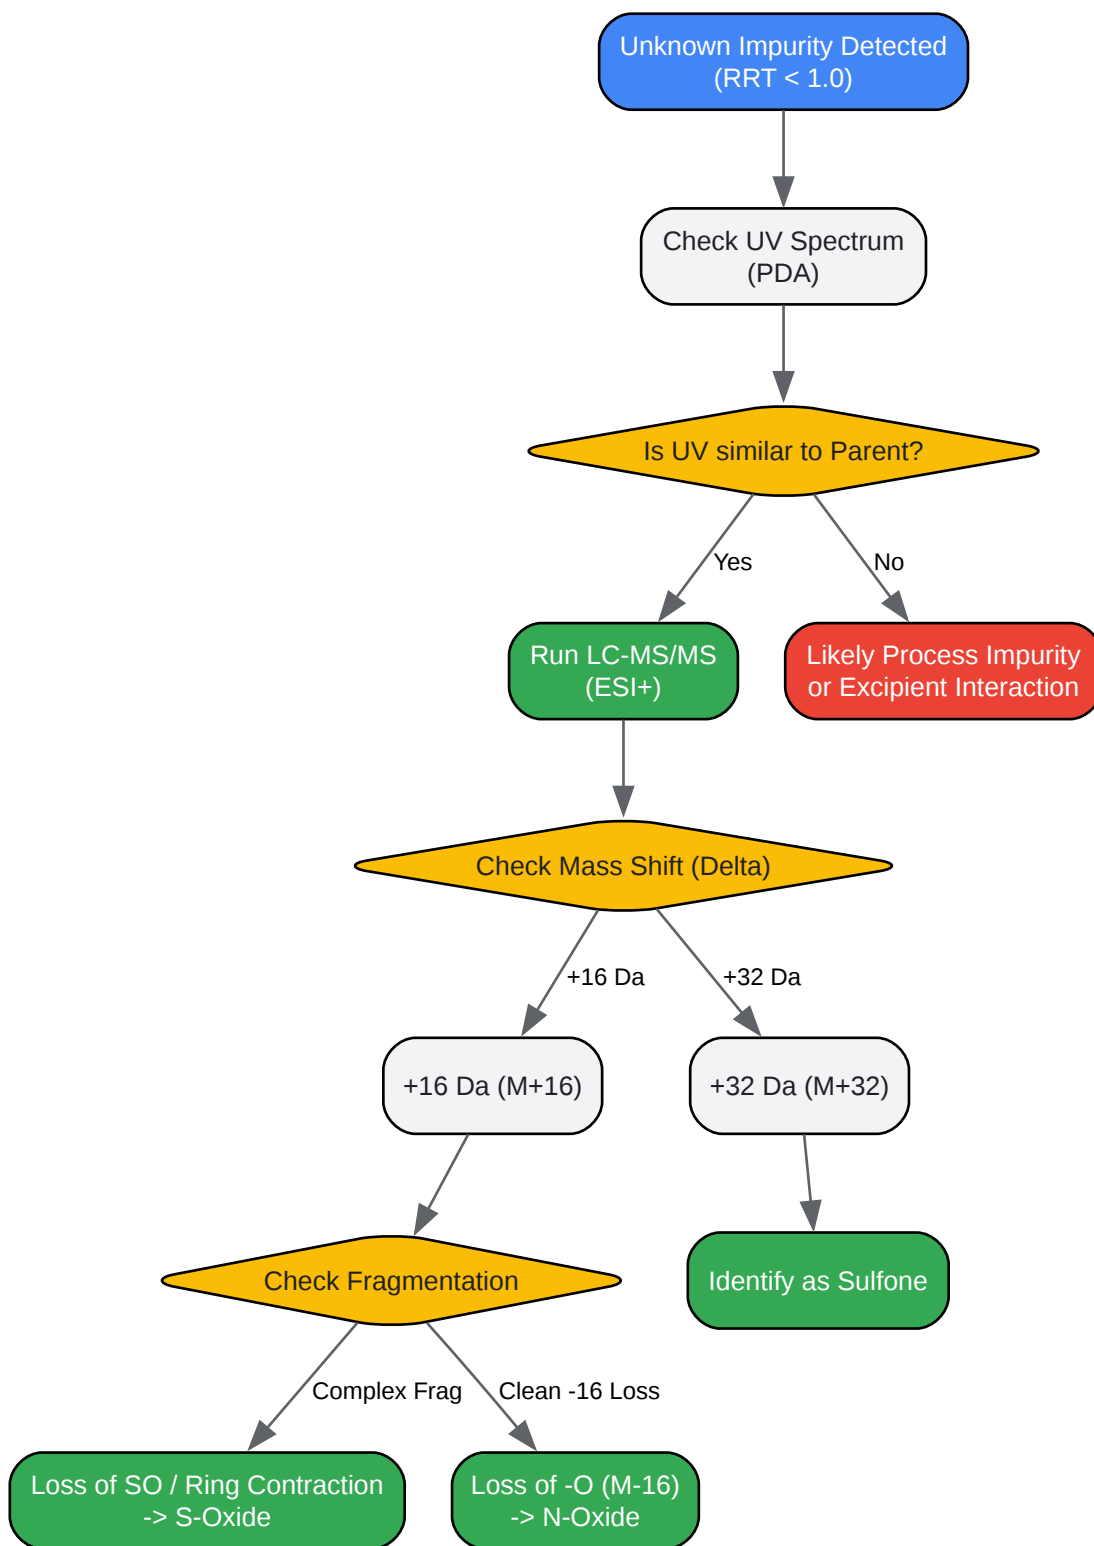 Unknown Impurity Detected
(RRT < 1.0)
Check UV Spectrum
(PDA)
Is UV similar to Parent?
Yes
No
Run LC-MS/MS
(ESI+)
Likely Process Impurity
or Excipient Interaction
Check Mass Shift (Delta)
+16 Da
+32 Da
+16 Da (M+16)
+32 Da (M+32)
Check Fragmentation
Identify as Sulfone
Complex Frag
Clean -16 Loss
Loss of SO / Ring Contraction
-> S-Oxide
Loss of -O (M-16)
-> N-Oxide